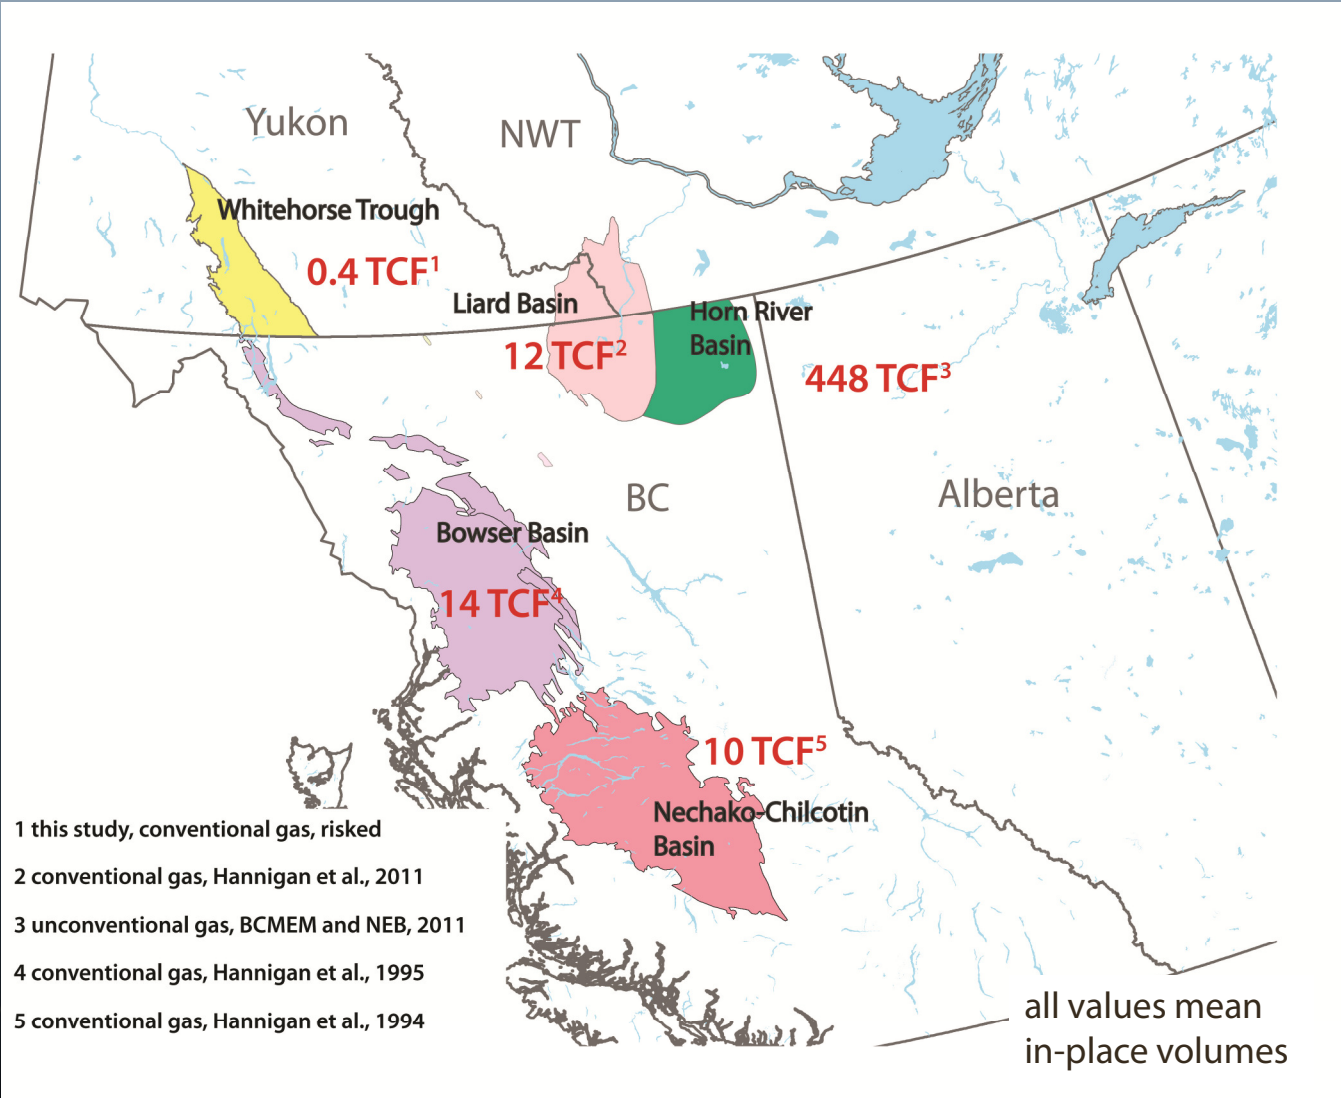 Yukon
NWT
Whitehorse Trough
0.4 TCF¹
Liard Basin
Horn River
Basin
12 TCF²
448 TCF³
BC
Alberta
Bowser Basin
14 TCF⁴
10 TCF⁵
Nechako-Chilcotin
Basin
1 this study, conventional gas, risked
2 conventional gas, Hannigan et al., 2011
3 unconventional gas, BCMEM and NEB, 2011
4 conventional gas, Hannigan et al., 1995
5 conventional gas, Hannigan et al., 1994
all values mean
in-place volumes